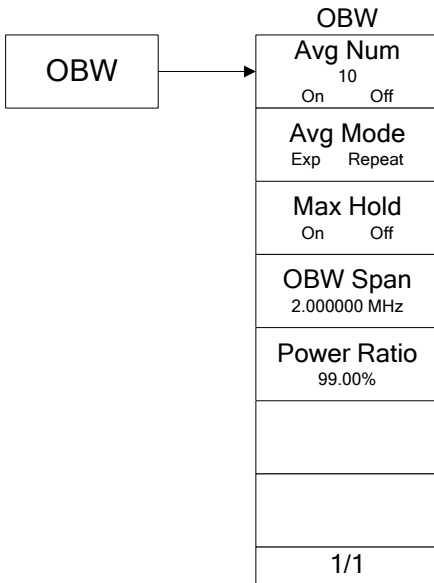 OBW
OBW
Avg Num
10
On Off
Avg Mode
Exp Repeat
Max Hold
On Off
OBW Span
2.000000 MHz
Power Ratio
99.00%
1/1